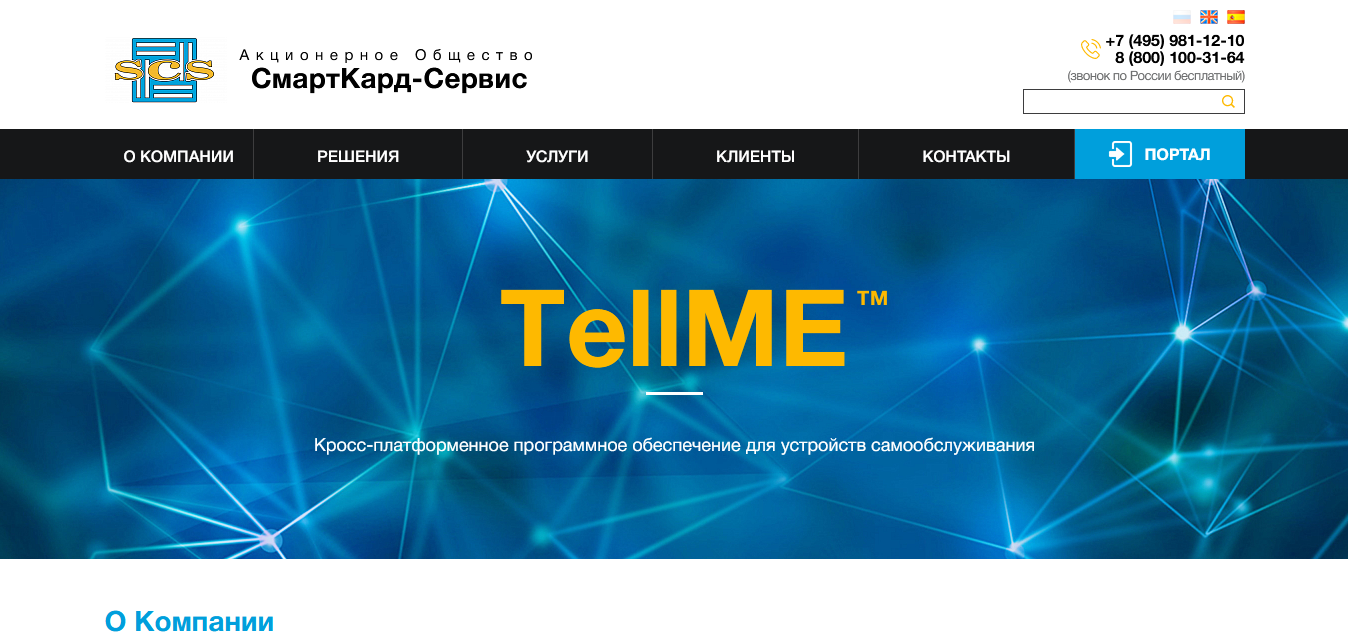 +7 (495) 981-12-10
8 (800) 100-31-64
(звонок по России бесплатный)
SCS
Акционерное Общество
СмартКард-Сервис
О КОМПАНИИ
РЕШЕНИЯ
УСЛУГИ
КЛИЕНТЫ
КОНТАКТЫ
ПОРТАЛ
TellME™
Кросс-платформенное программное обеспечение для устройств самообслуживания
О Компании